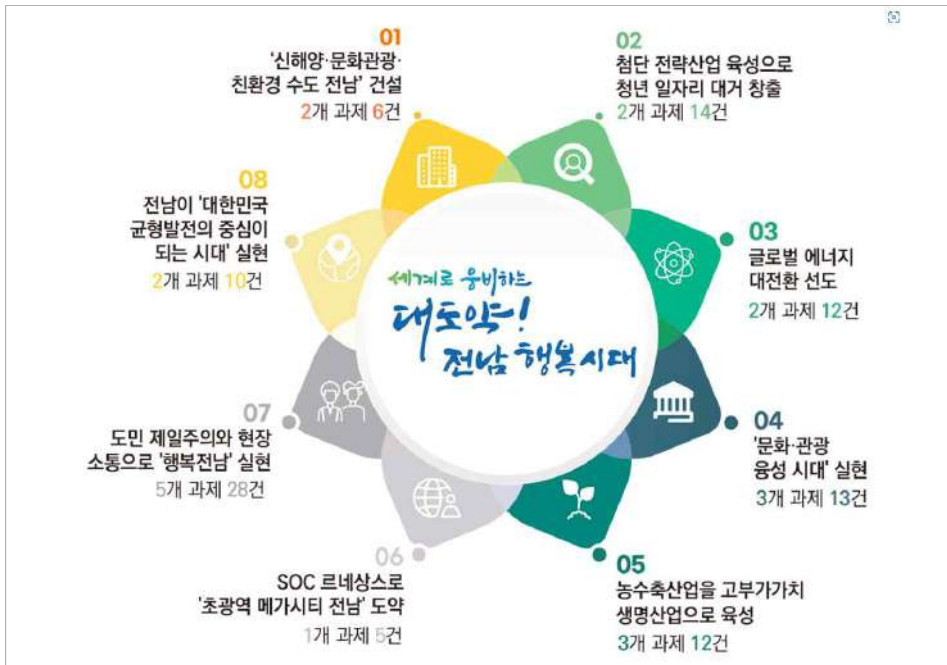 01
'신해양·문화관광·
친환경 수도 전남' 건설
2개 과제 6건
02
첨단 전략산업 육성으로
청년 일자리 대거 창출
2개 과제 14건
03
글로벌 에너지
대전환 선도
2개 과제 12건
04
'문화·관광
융성 시대' 실현
3개 과제 13건
05
농수축산업을 고부가가치
생명산업으로 육성
3개 과제 12건
06
SOC 르네상스로
'초광역 메가시티 전남' 도약
1개 과제 5건
07
도민 제일주의와 현장
소통으로 '행복전남' 실현
5개 과제 28건
08
전남이 '대한민국
균형발전의 중심이
되는 시대' 실현
2개 과제 10건
세계로 웅비하는
대도약!
전남 행복시대